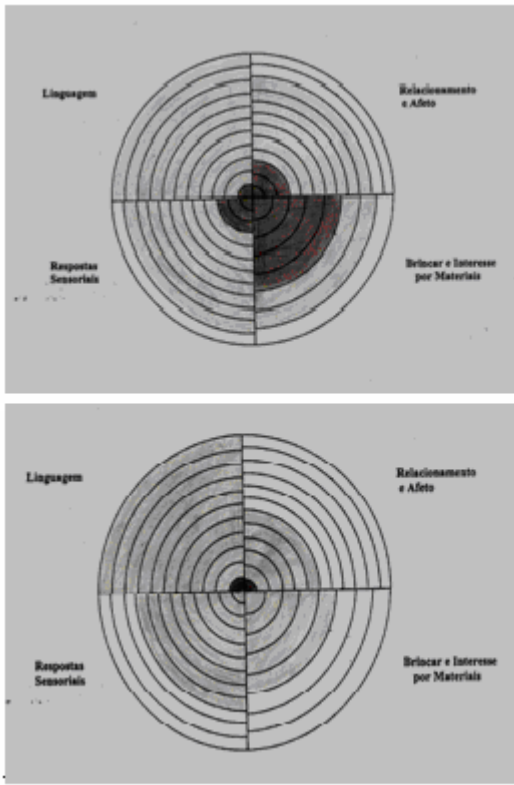 Linguagem
Relacionamento
e Afeto
Respostas
Sensoriais
Brincar e Interesse
por Materiais
Linguagem
Relacionamento
e Afeto
Respostas
Sensoriais
Brincar e Interesse
por Materiais